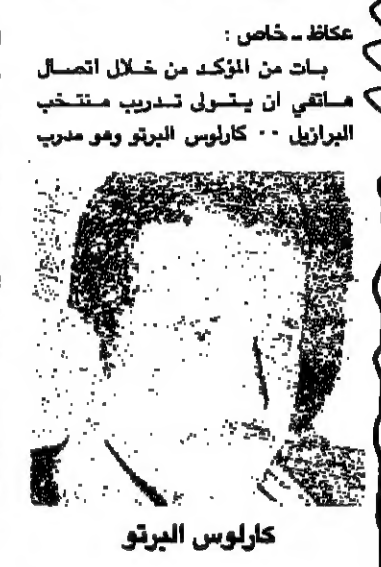 عكاظ ـ خاص :
بات من المؤكد من خلال اتصال
هاتفي ان يتولى تدريب منتخب
البرازيل ٠٠ كارلوس البرتو وهو مدرب
كارلوس البرتو